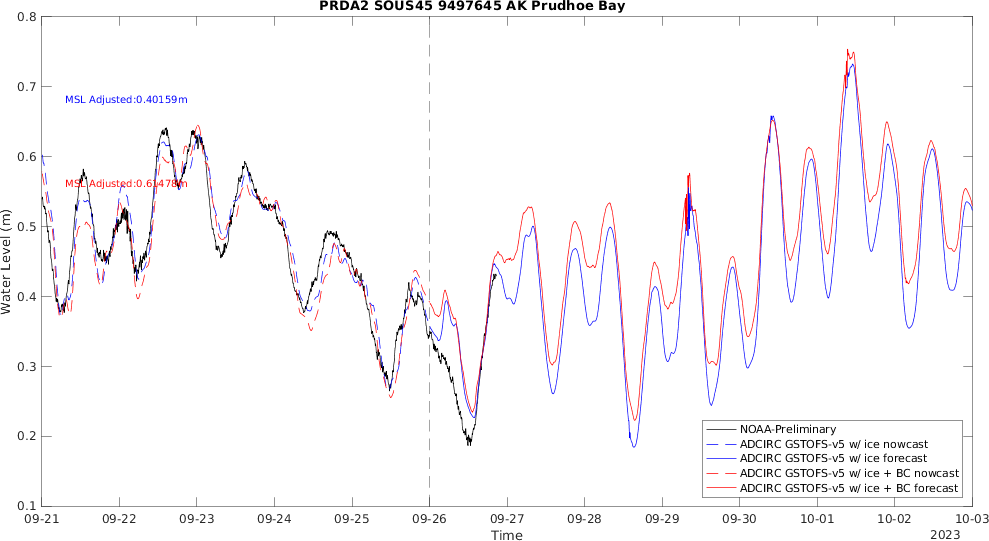 PRDA2 SOUS45 9497645 AK Prudhoe Bay
0.8
0.7
0.6
0.5
0.4
0.3
0.2
0.1
Water Level (m)
MSL Adjusted:0.40159m
MSL Adjusted:0.61478m
NOAA-Preliminary
ADCIRC GSTOFS-v5 w/ ice nowcast
ADCIRC GSTOFS-v5 w/ ice forecast
ADCIRC GSTOFS-v5 w/ ice + BC nowcast
ADCIRC GSTOFS-v5 w/ ice + BC forecast
09-21 09-22 09-23 09-24 09-25 09-26 09-27 09-28 09-29 09-30 10-01 10-02 10-03
Time
2023